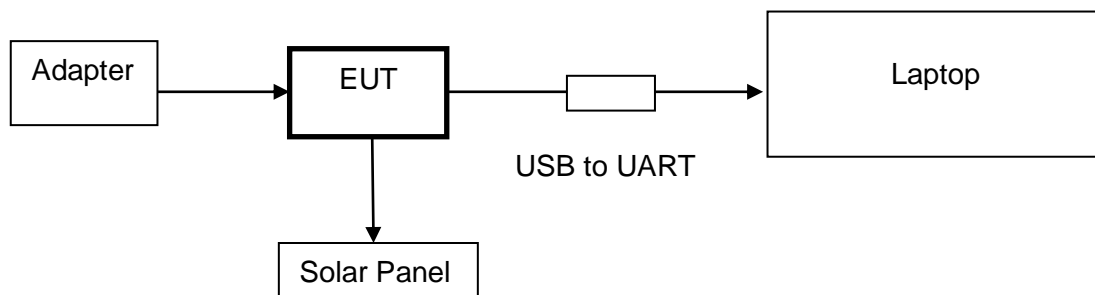 Adapter
EUT
Laptop
USB to UART
Solar Panel